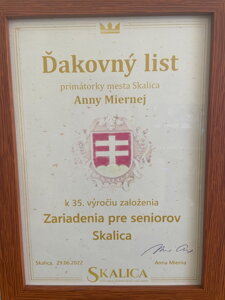 Ďakovný list
primátorky mesta Skalica
Anny Miernej
k 35. výročiu založenia
Zariadenia pre seniorov
Skalica
Skalica, 29.06.2022
Anna Mierna
SKALICA